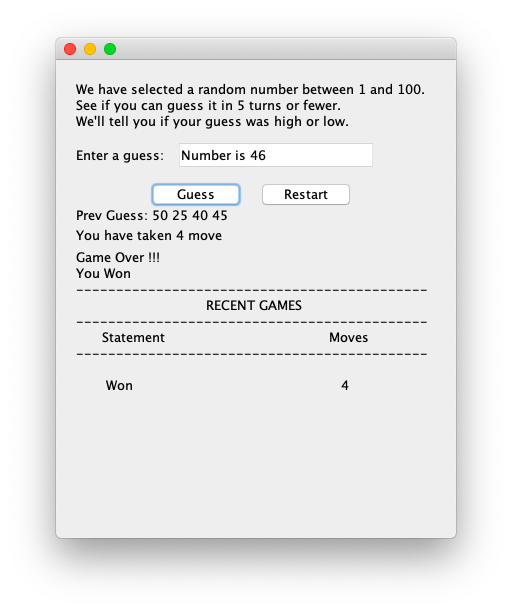 We have selected a random number between 1 and 100.
See if you can guess it in 5 turns or fewer.
We'll tell you if your guess was high or low.
Enter a guess: Number is 46
Guess Restart
Prev Guess: 50 25 40 45
You have taken 4 move
Game Over !!!
You Won
--------------------------------------------
RECENT GAMES
--------------------------------------------
Statement Moves
--------------------------------------------
Won 4